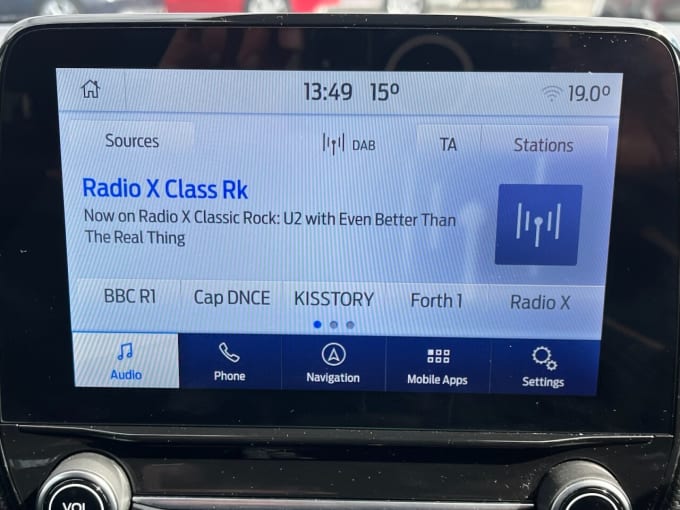 13:49 15° 19.0°
Sources DAB TA Stations
Radio X Class Rk
Now on Radio X Classic Rock: U2 with Even Better Than
The Real Thing
BBC R1 Cap DNCE KISSTORY Forth 1 Radio X
Audio Phone Navigation Mobile Apps Settings
VOL